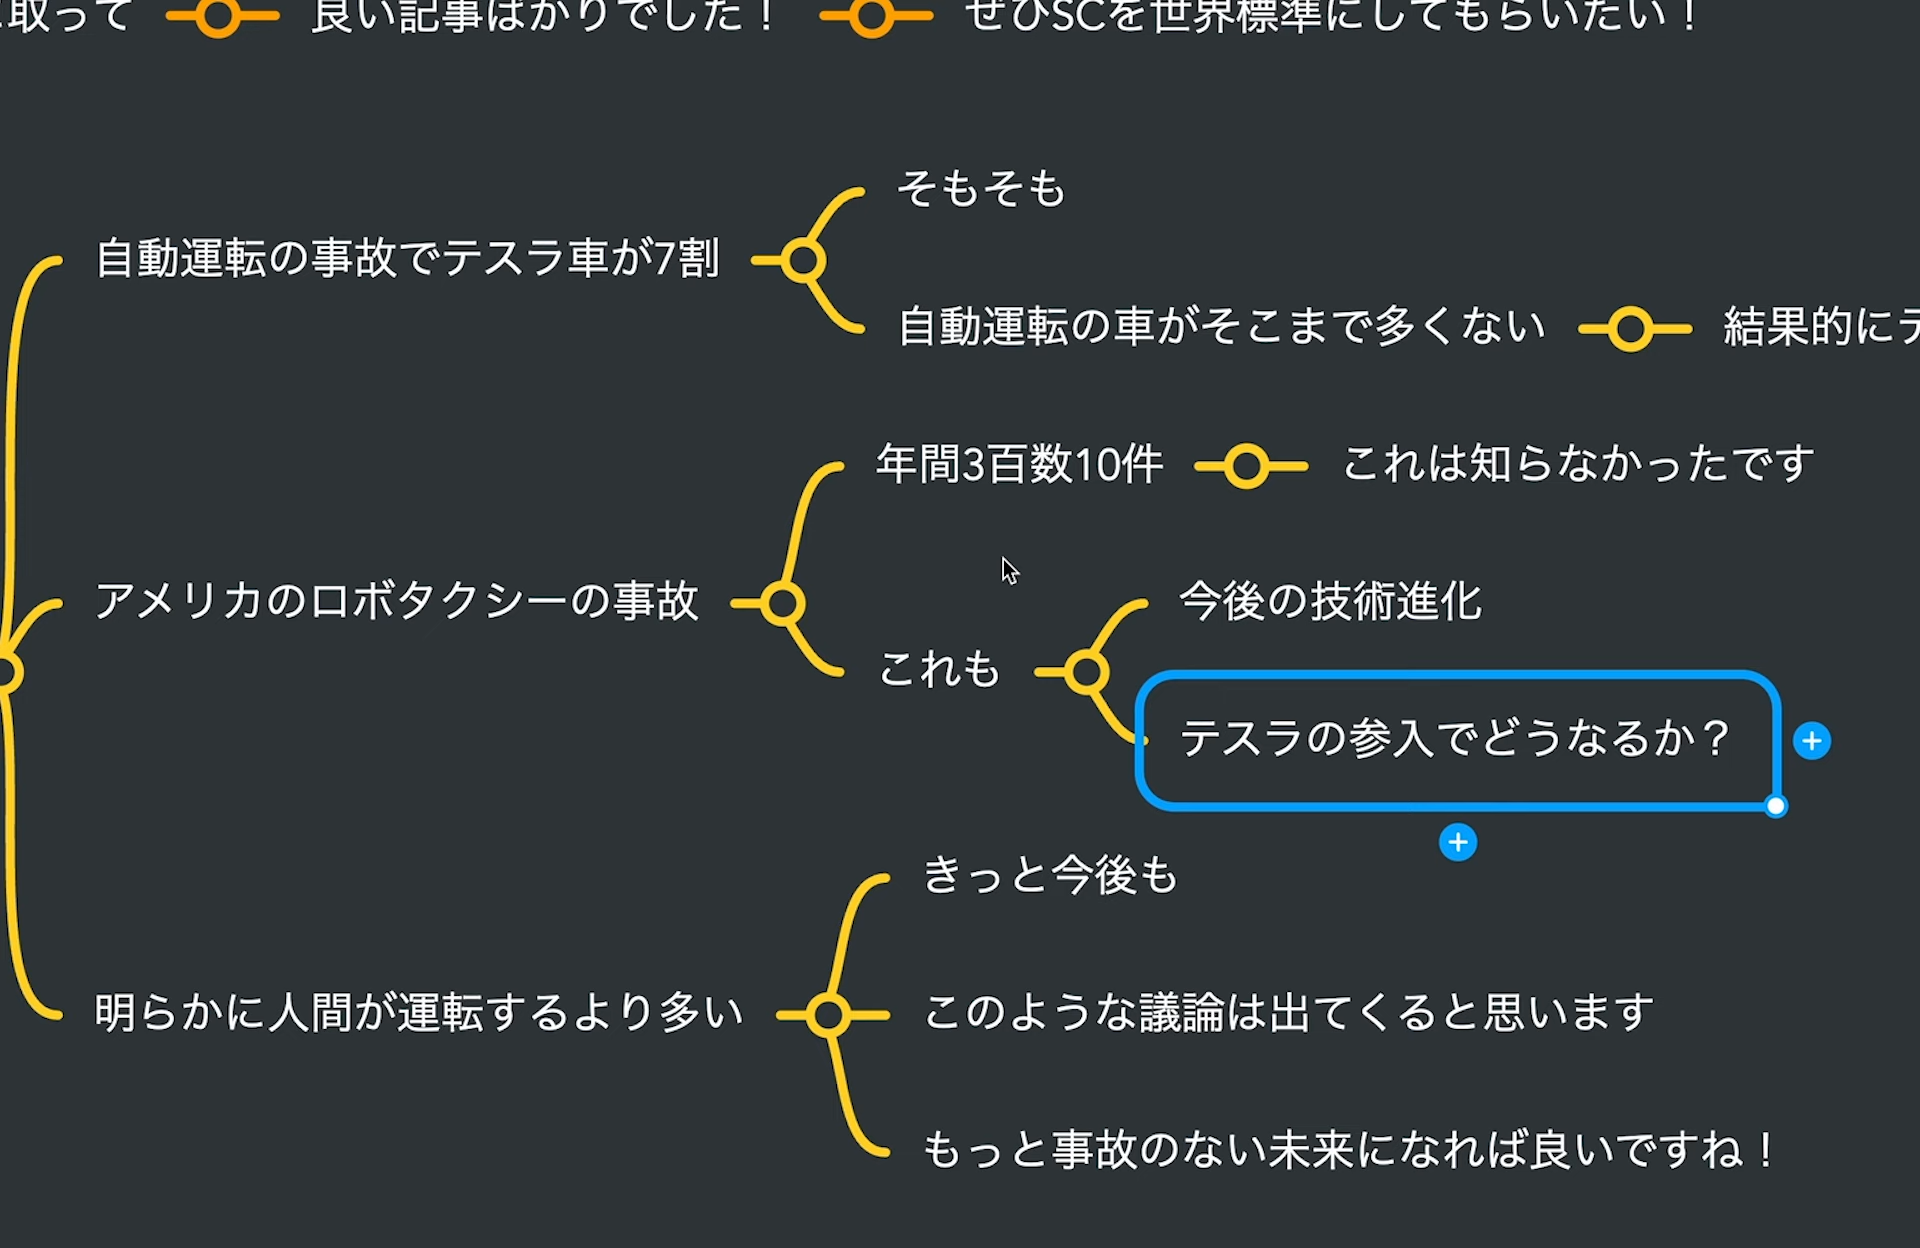 取って
良い記事ばかりでした！
ぜひSCを世界標準にしてもらいたい！
自動運転の事故でテスラ車が7割
そもそも
自動運転の車がそこまで多くない
結果的にテ
アメリカのロボタクシーの事故
年間3百数10件
これは知らなかったです
これも
今後の技術進化
テスラの参入でどうなるか？
明らかに人間が運転するより多い
きっと今後も
このような議論は出てくると思います
もっと事故のない未来になれば良いですね！